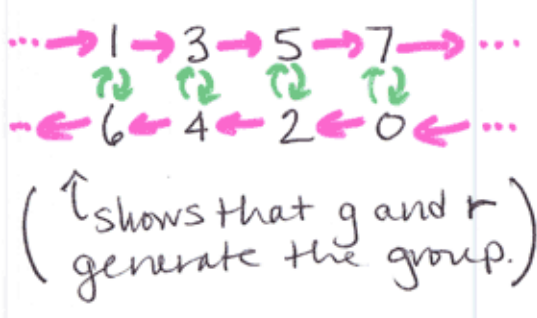 ... → 1 → 3 → 5 → 7 → ...
... ← 6 ← 4 ← 2 ← 0 ← ...
(↑ shows that g and r
generate the group.)